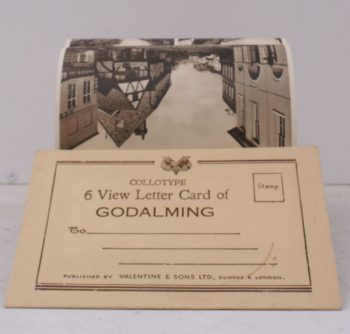 COLLOTYPE
6 View Letter Card of
GODALMING
Stamp
To
PUBLISHED BY VALENTINE & SONS LTD., DUNDEE & LONDON.